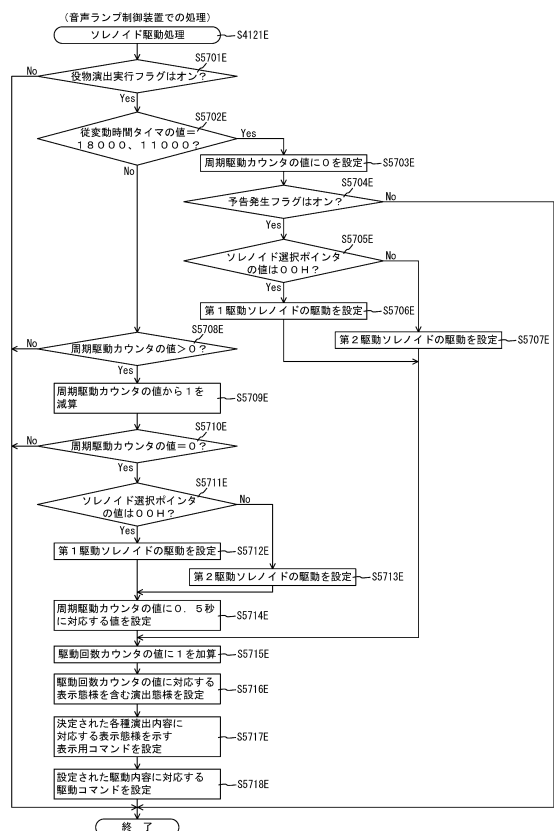 （音声ランプ制御装置での処理）
ソレノイド駆動処理
S4121E
S5701E
No
役物演出実行フラグはオン？
Yes
S5702E
従変動時間タイマの値＝
１８０００、１１０００？
Yes
No
周期駆動カウンタの値に０を設定
S5703E
S5704E
予告発生フラグはオン？
No
Yes
S5705E
ソレノイド選択ポインタ
の値は００Ｈ？
No
Yes
第１駆動ソレノイドの駆動を設定
S5706E
第２駆動ソレノイドの駆動を設定
S5707E
S5708E
No
周期駆動カウンタの値＞０？
Yes
周期駆動カウンタの値から１を
減算
S5709E
S5710E
No
周期駆動カウンタの値＝０？
Yes
S5711E
ソレノイド選択ポインタ
の値は００Ｈ？
No
Yes
第１駆動ソレノイドの駆動を設定
S5712E
第２駆動ソレノイドの駆動を設定
S5713E
周期駆動カウンタの値に０．５秒
に対応する値を設定
S5714E
駆動回数カウンタの値に１を加算
S5715E
駆動回数カウンタの値に対応する
表示態様を含む演出態様を設定
S5716E
決定された各種演出内容に
対応する表示態様を示す
表示用コマンドを設定
S5717E
設定された駆動内容に対応する
駆動コマンドを設定
S5718E
終　了